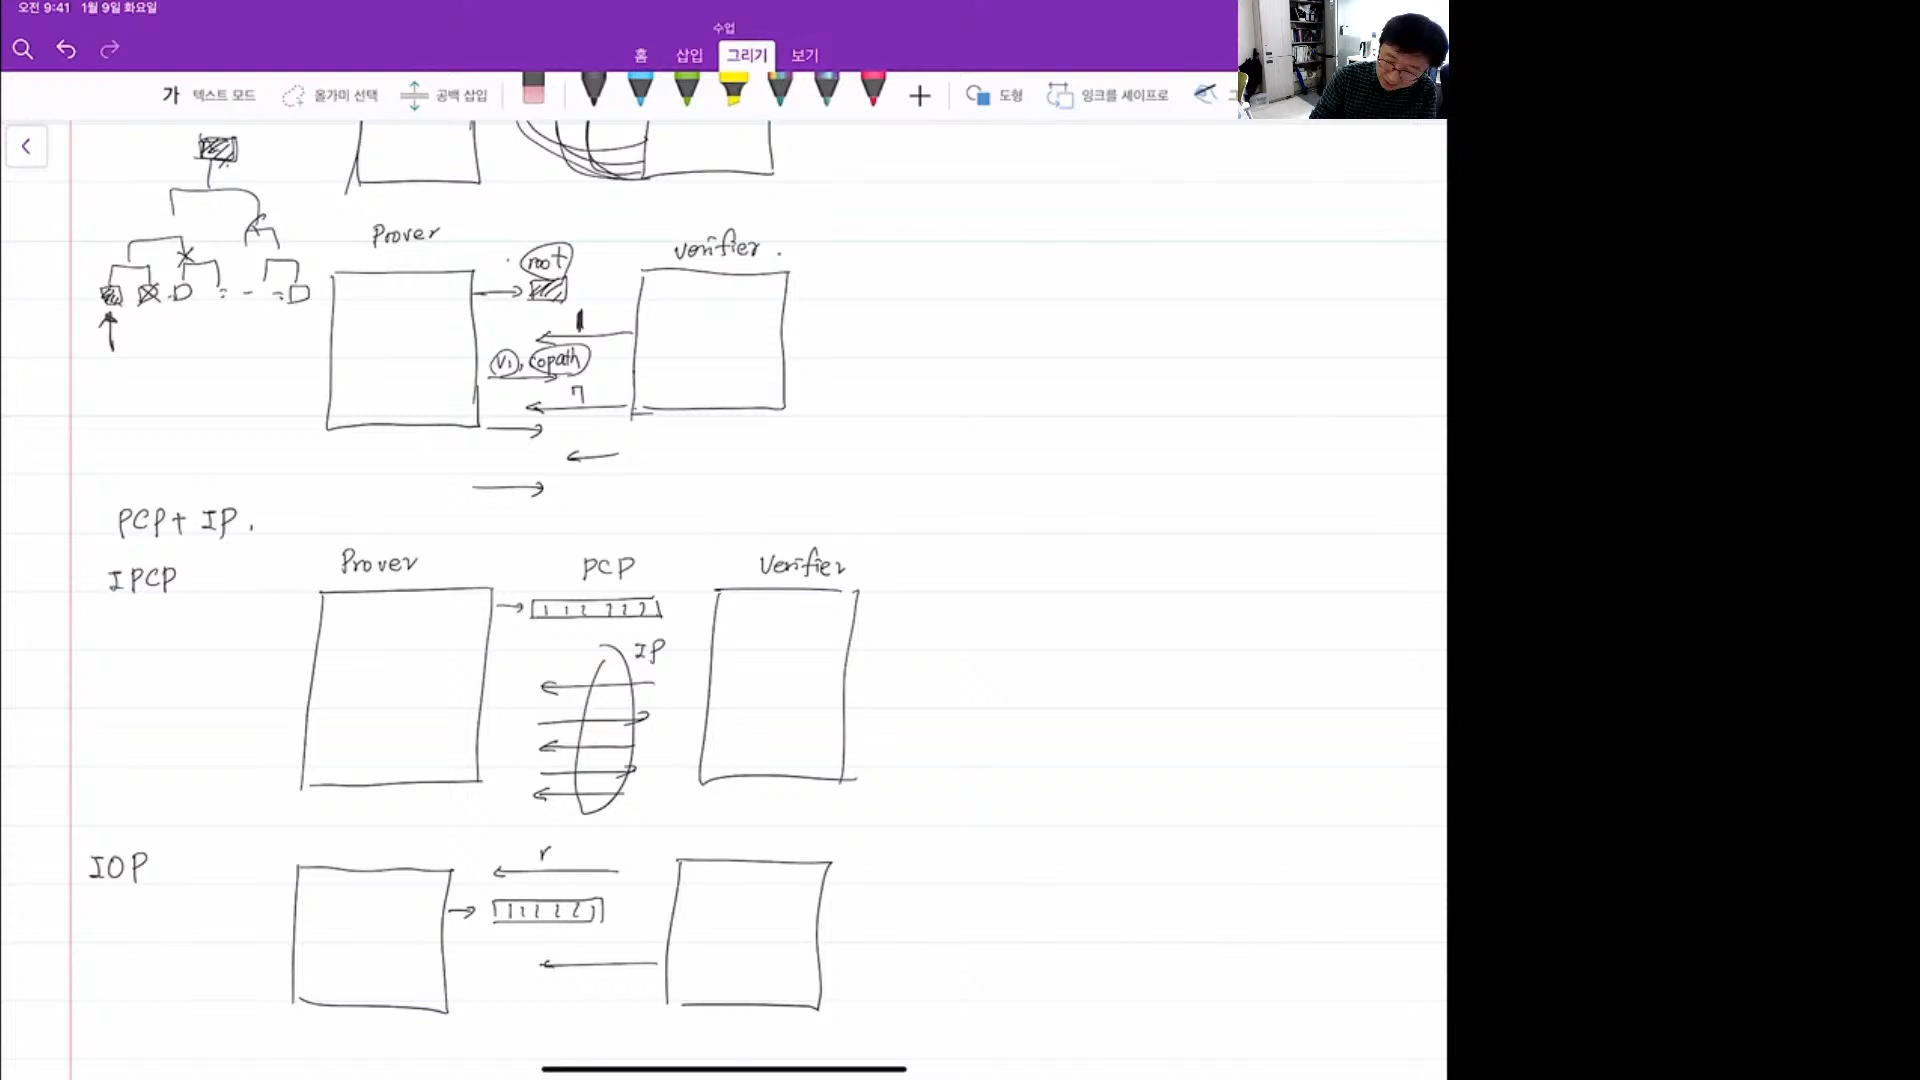 오전 9:41 1월 9일 화요일
수업
홈 삽입 그리기 보기
가 텍스트 모드 올가미 선택 공백 삽입 도형 잉크를 셰이프로
Prover
root
verifier.
1
V1, copath
7
PCP + IP.
IPCP
Prover
PCP
Verifier
IP
IOP
r